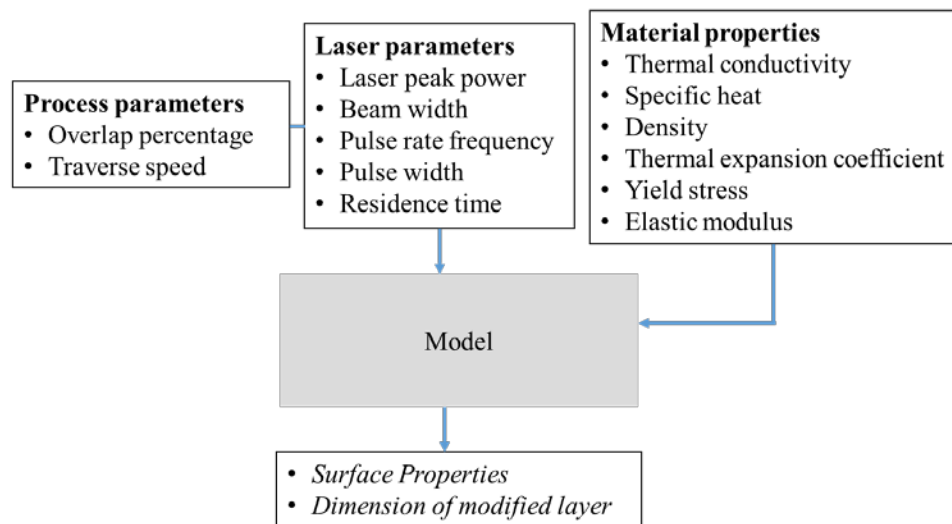 Process parameters
• Overlap percentage
• Traverse speed
Laser parameters
• Laser peak power
• Beam width
• Pulse rate frequency
• Pulse width
• Residence time
Material properties
• Thermal conductivity
• Specific heat
• Density
• Thermal expansion coefficient
• Yield stress
• Elastic modulus
Model
• Surface Properties
• Dimension of modified layer